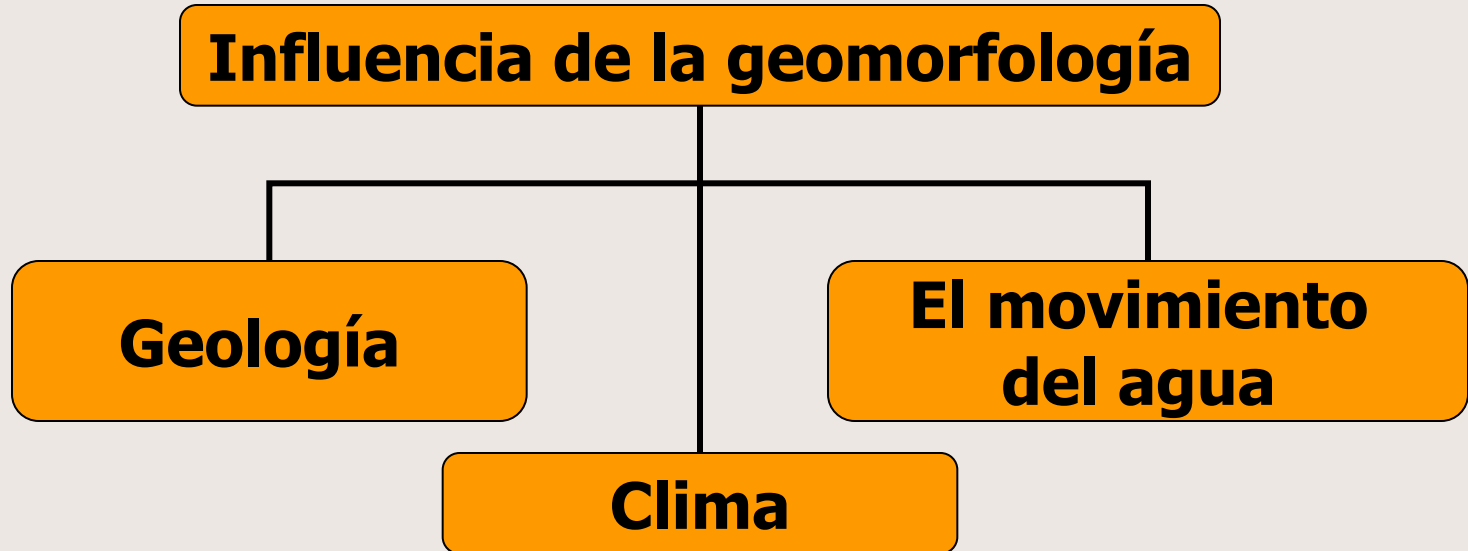 Influencia de la geomorfología
Geología
El movimiento
del agua
Clima